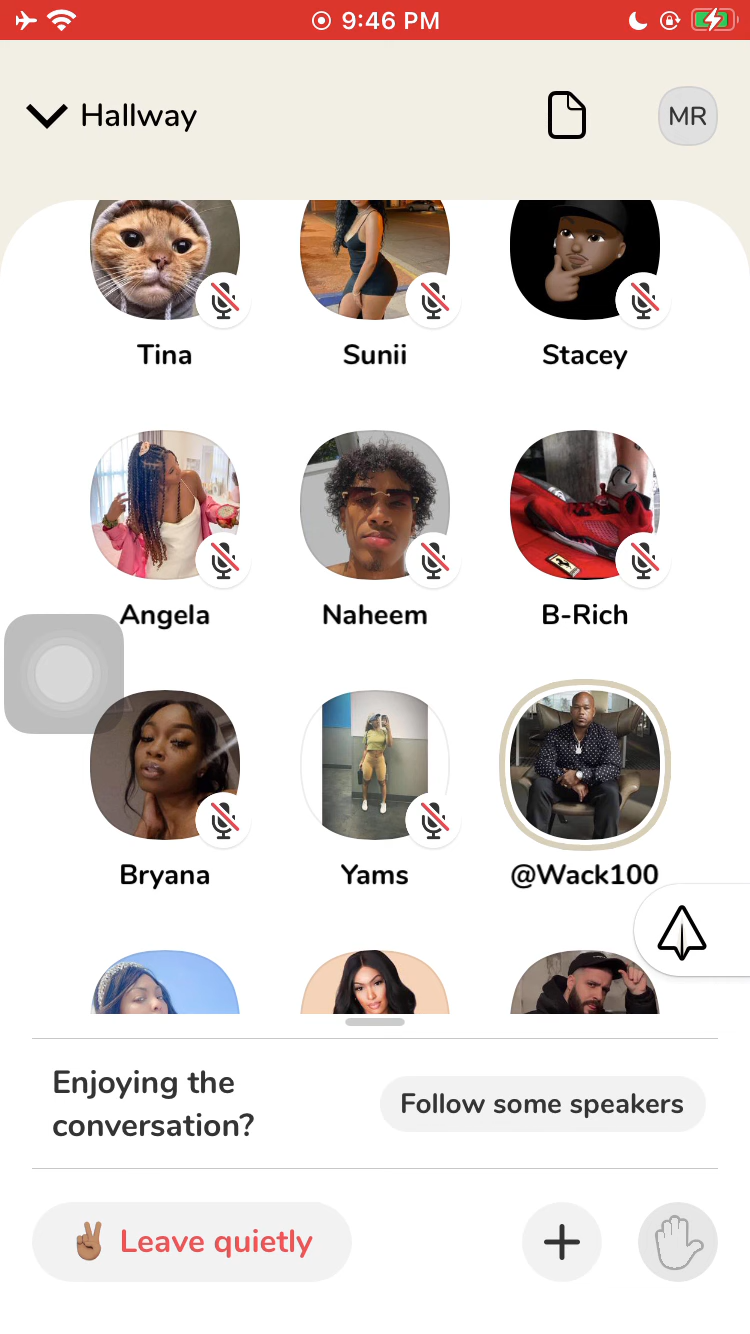 9:46 PM
Hallway
MR
Tina
Sunii
Stacey
Angela
Naheem
B-Rich
Bryana
Yams
@Wack100
Enjoying the
conversation?
Follow some speakers
✌🏽 Leave quietly